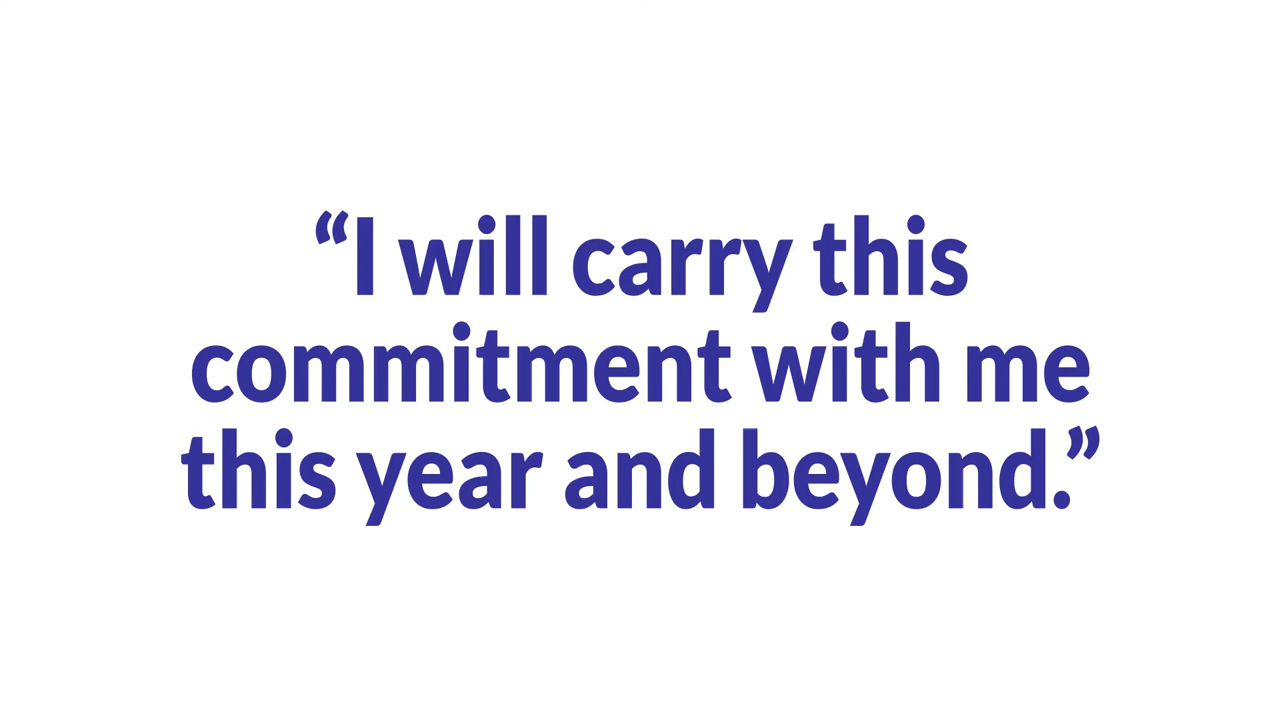 “I will carry this
commitment with me
this year and beyond.”